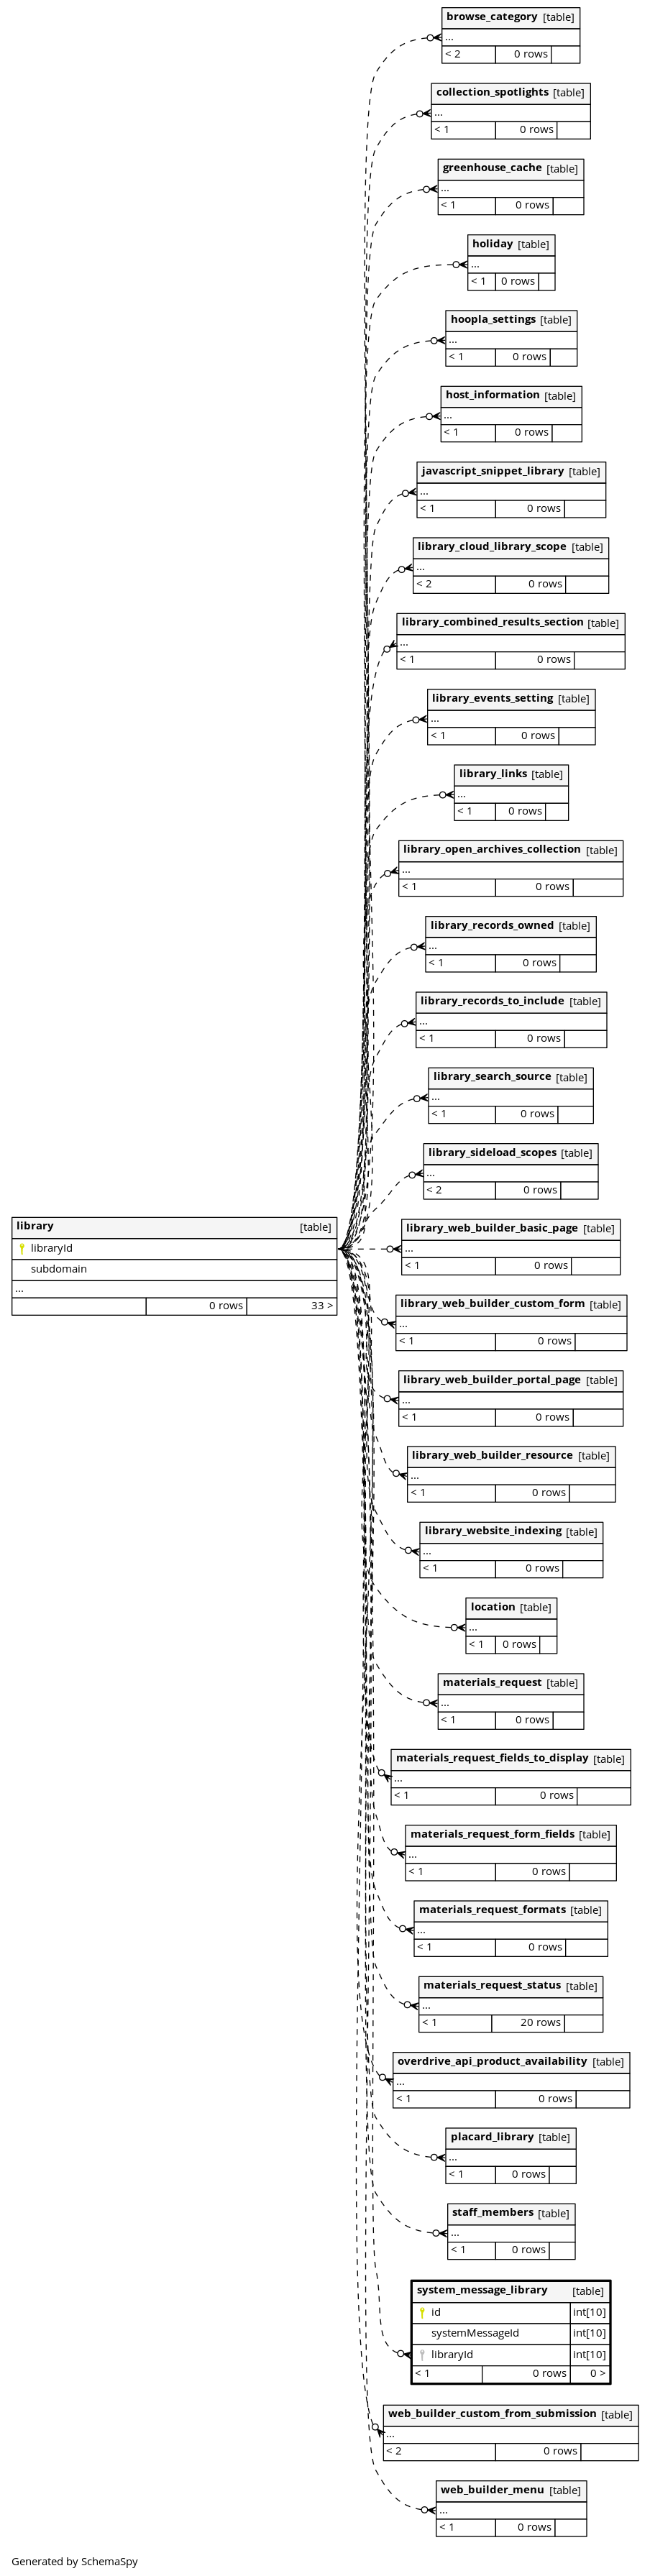 browse_category [table]
...
< 2 0 rows
collection_spotlights [table]
...
< 1 0 rows
greenhouse_cache [table]
...
< 1 0 rows
holiday [table]
...
< 1 0 rows
hoopla_settings [table]
...
< 1 0 rows
host_information [table]
...
< 1 0 rows
javascript_snippet_library [table]
...
< 1 0 rows
library_cloud_library_scope [table]
...
< 2 0 rows
library_combined_results_section [table]
...
< 1 0 rows
library_events_setting [table]
...
< 1 0 rows
library_links [table]
...
< 1 0 rows
library_open_archives_collection [table]
...
< 1 0 rows
library_records_owned [table]
...
< 1 0 rows
library_records_to_include [table]
...
< 1 0 rows
library_search_source [table]
...
< 1 0 rows
library_sideload_scopes [table]
...
< 2 0 rows
library [table]
libraryId
subdomain
...
0 rows 33 >
library_web_builder_basic_page [table]
...
< 1 0 rows
library_web_builder_custom_form [table]
...
< 1 0 rows
library_web_builder_portal_page [table]
...
< 1 0 rows
library_web_builder_resource [table]
...
< 1 0 rows
library_website_indexing [table]
...
< 1 0 rows
location [table]
...
< 1 0 rows
materials_request [table]
...
< 1 0 rows
materials_request_fields_to_display [table]
...
< 1 0 rows
materials_request_form_fields [table]
...
< 1 0 rows
materials_request_formats [table]
...
< 1 0 rows
materials_request_status [table]
...
< 1 20 rows
overdrive_api_product_availability [table]
...
< 1 0 rows
placard_library [table]
...
< 1 0 rows
staff_members [table]
...
< 1 0 rows
system_message_library [table]
id int[10]
systemMessageId int[10]
libraryId int[10]
< 1 0 rows 0 >
web_builder_custom_from_submission [table]
...
< 2 0 rows
web_builder_menu [table]
...
< 1 0 rows
Generated by SchemaSpy